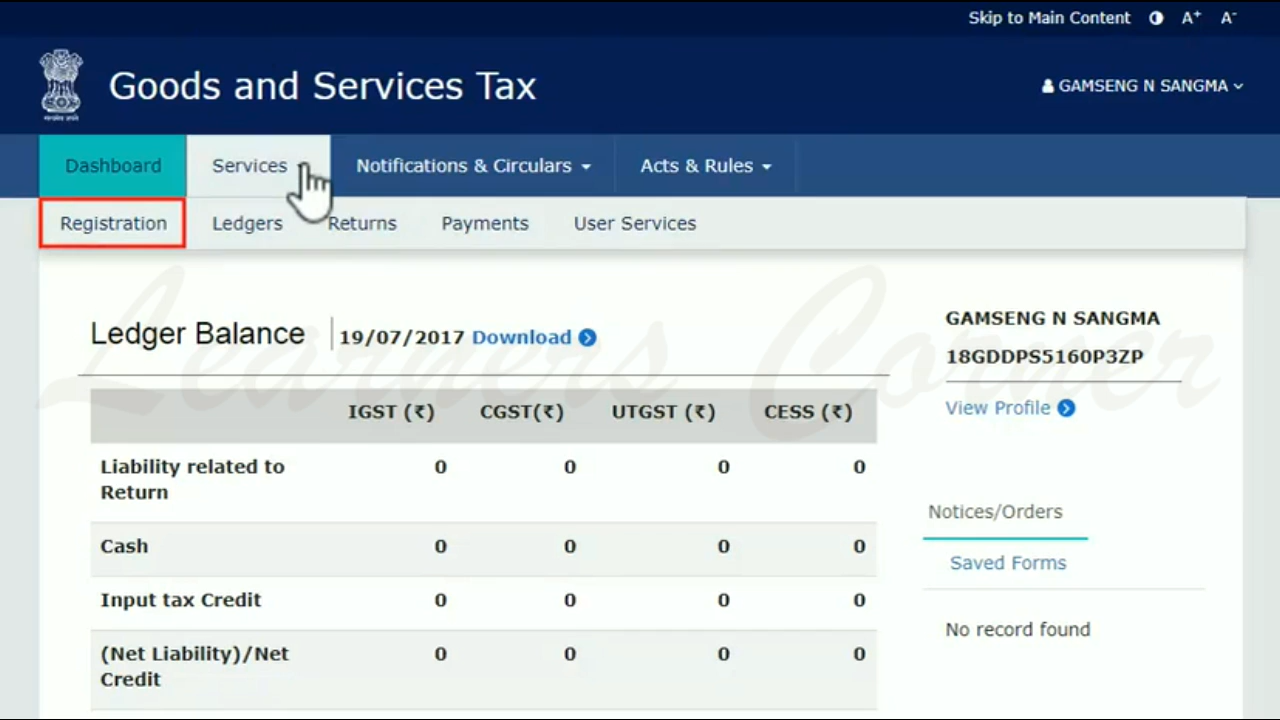 Skip to Main Content A+ A-
Goods and Services Tax
GAMSENG N SANGMA
Dashboard Services Notifications & Circulars Acts & Rules
Registration Ledgers Returns Payments User Services
Ledger Balance 19/07/2017 Download
GAMSENG N SANGMA
18GDDPS5160P3ZP
View Profile
IGST (₹) CGST(₹) UTGST (₹) CESS (₹)
Liability related to Return 0 0 0 0
Cash 0 0 0 0
Input tax Credit 0 0 0 0
(Net Liability)/Net Credit 0 0 0 0
Notices/Orders
Saved Forms
No record found
Learners Corner